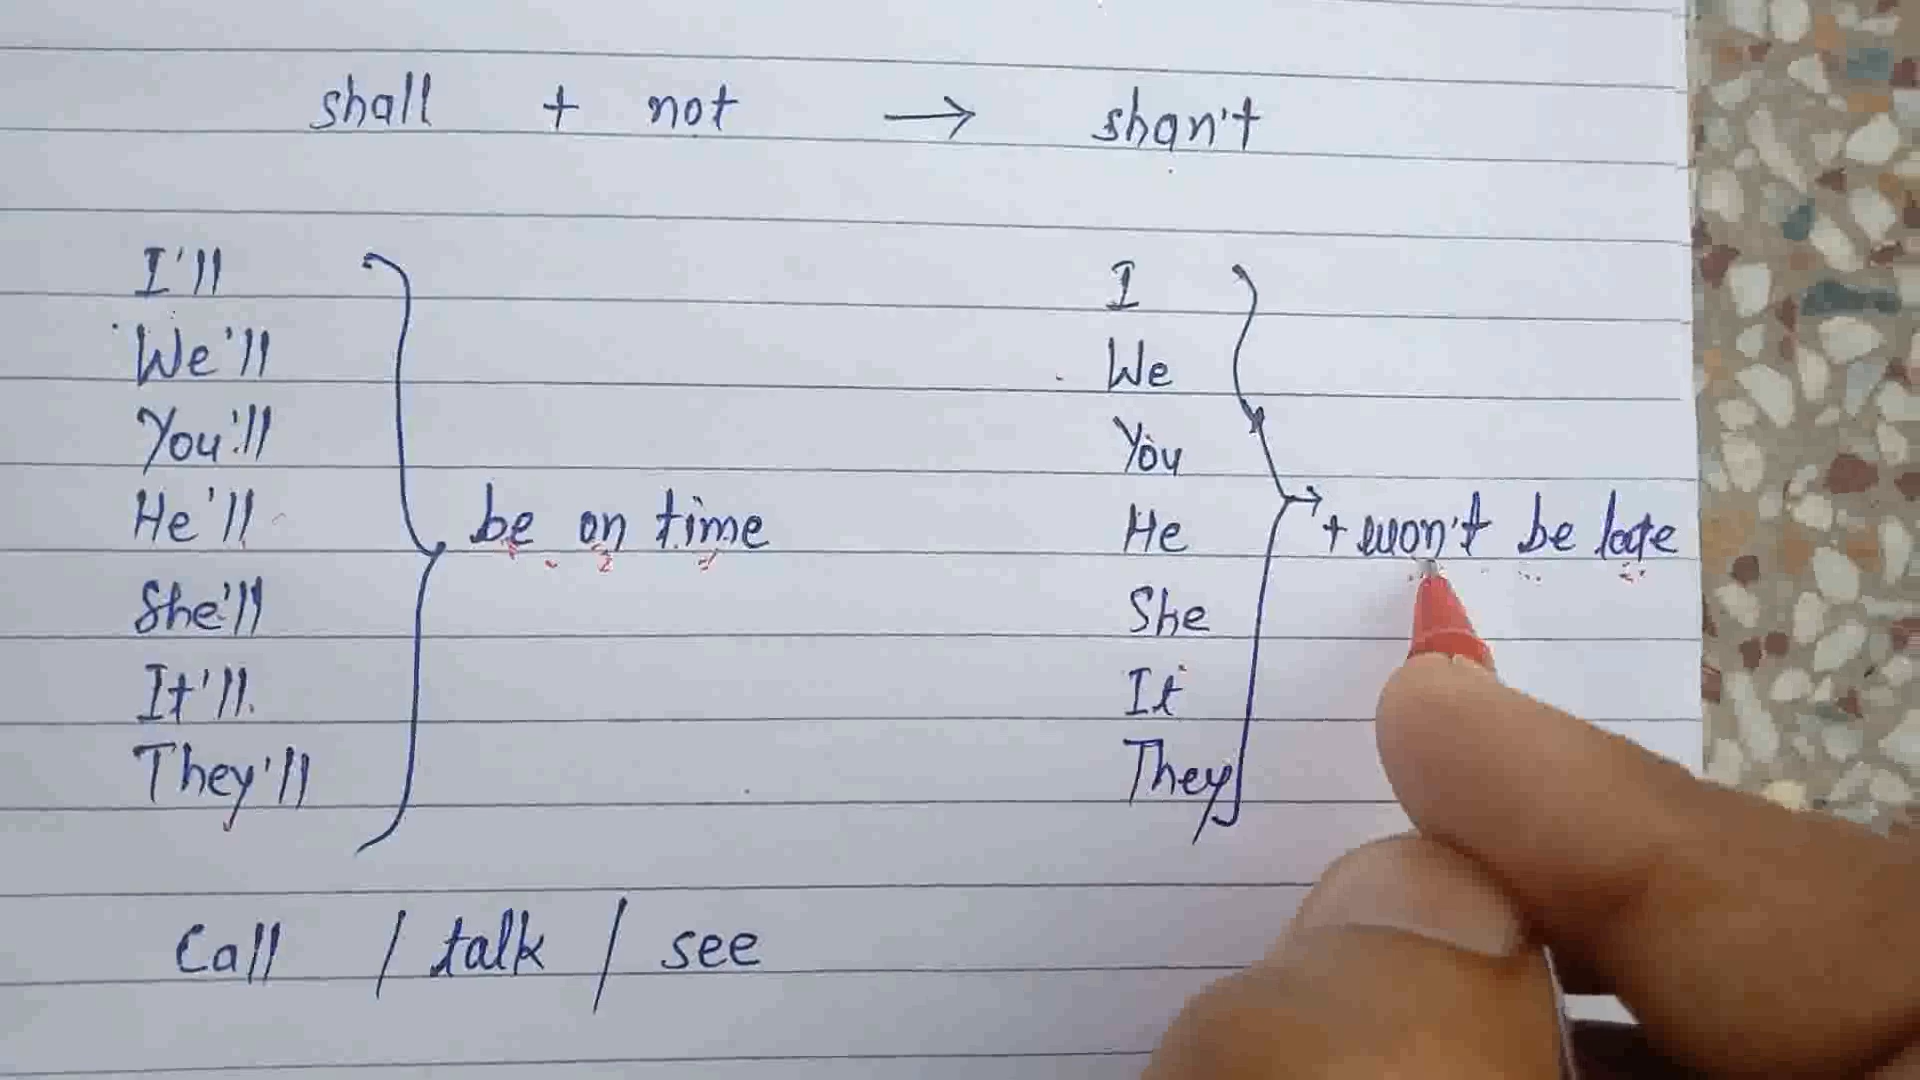 shall + not → shan't
I'll I
We'll We
You'll You
He'll be on time He → + won't be late
She'll She
It'll. It
They'll They
Call / talk / see